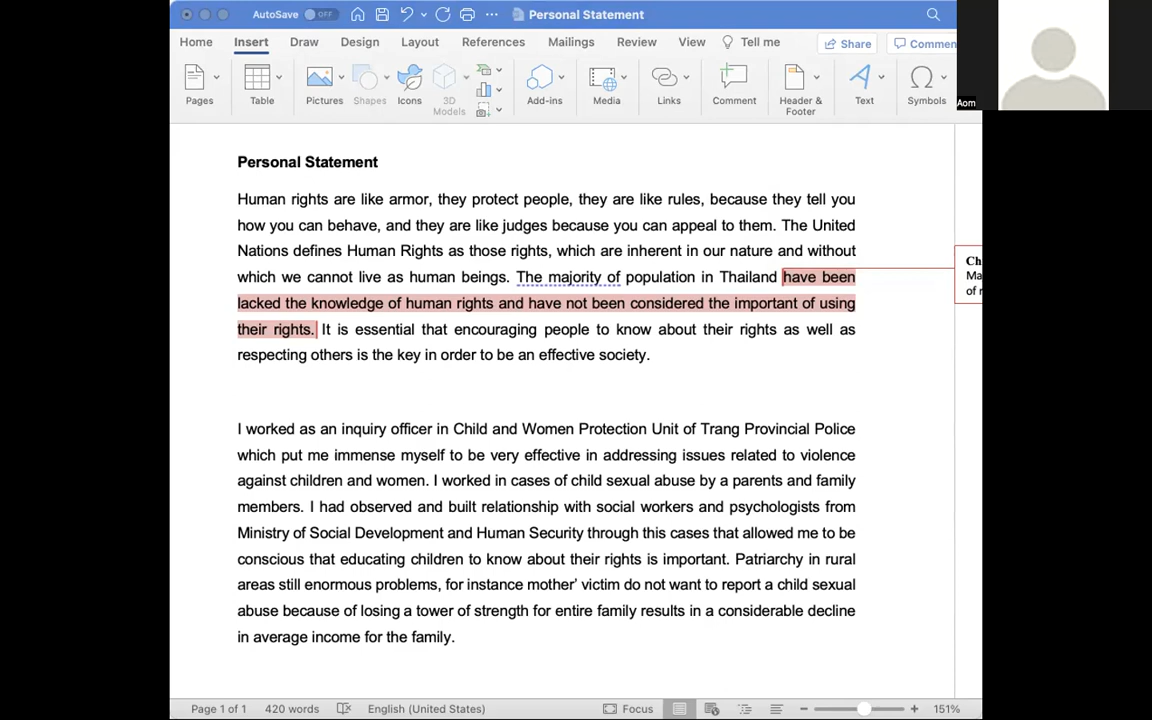 AutoSave OFF Personal Statement
Home Insert Draw Design Layout References Mailings Review View Tell me Share Commen
Pages Table Pictures Shapes Icons 3D Models Add-ins Media Links Comment Header & Footer Text Symbols
Aom
Personal Statement
Human rights are like armor, they protect people, they are like rules, because they tell you
how you can behave, and they are like judges because you can appeal to them. The United
Nations defines Human Rights as those rights, which are inherent in our nature and without
which we cannot live as human beings. The majority of population in Thailand have been
lacked the knowledge of human rights and have not been considered the important of using
their rights. It is essential that encouraging people to know about their rights as well as
respecting others is the key in order to be an effective society.
Ch
Ma
of r
I worked as an inquiry officer in Child and Women Protection Unit of Trang Provincial Police
which put me immense myself to be very effective in addressing issues related to violence
against children and women. I worked in cases of child sexual abuse by a parents and family
members. I had observed and built relationship with social workers and psychologists from
Ministry of Social Development and Human Security through this cases that allowed me to be
conscious that educating children to know about their rights is important. Patriarchy in rural
areas still enormous problems, for instance mother' victim do not want to report a child sexual
abuse because of losing a tower of strength for entire family results in a considerable decline
in average income for the family.
Page 1 of 1 420 words English (United States) Focus 151%